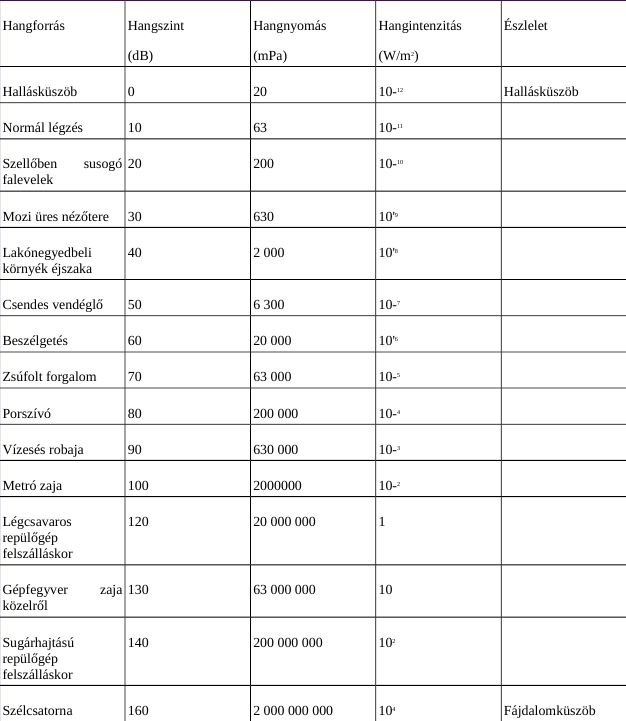 Hangforrás Hangszint Hangnyomás Hangintenzitás Észlelet
(dB) (mPa) (W/m²)
Hallásküszöb 0 20 10-¹² Hallásküszöb
Normál légzés 10 63 10-¹¹
Szellőben susogó 20 200 10-¹⁰
falevelek
Mozi üres nézőtere 30 630 10'⁹
Lakónegyedbeli 40 2 000 10'⁸
környék éjszaka
Csendes vendéglő 50 6 300 10-⁷
Beszélgetés 60 20 000 10'⁶
Zsúfolt forgalom 70 63 000 10-⁵
Porszívó 80 200 000 10-⁴
Vízesés robaja 90 630 000 10-³
Metró zaja 100 2000000 10-²
Légcsavaros 120 20 000 000 1
repülőgép
felszálláskor
Gépfegyver zaja 130 63 000 000 10
közelről
Sugárhajtású 140 200 000 000 10²
repülőgép
felszálláskor
Szélcsatorna 160 2 000 000 000 10⁴ Fájdalomküszöb